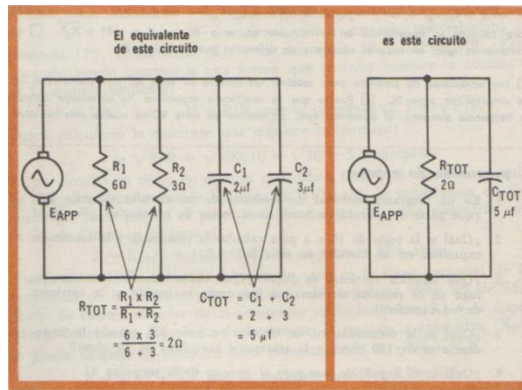 El equivalente
de este circuito
E APP
R1
6Ω
R2
3Ω
C1
2μf
C2
3μf
RTOT = R1 x R2
R1 + R2
= 6 x 3
6 + 3
= 2Ω
CTOT = C1 + C2
= 2 + 3
= 5 μf
es este circuito
E APP
RTOT
2Ω
CTOT
5 μf